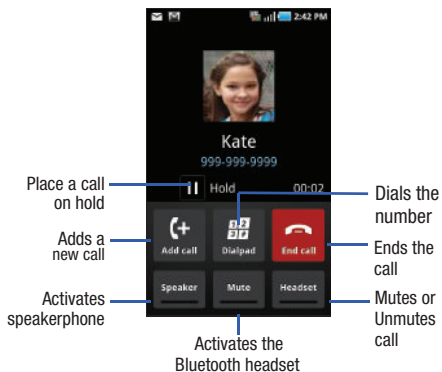 2:42 PM
Kate
999-999-9999
Hold
00:02
Add call
Dialpad
End call
Speaker
Mute
Headset
Place a call
on hold
Adds a
new call
Activates
speakerphone
Dials the
number
Ends the
call
Mutes or
Unmutes
call
Activates the
Bluetooth headset